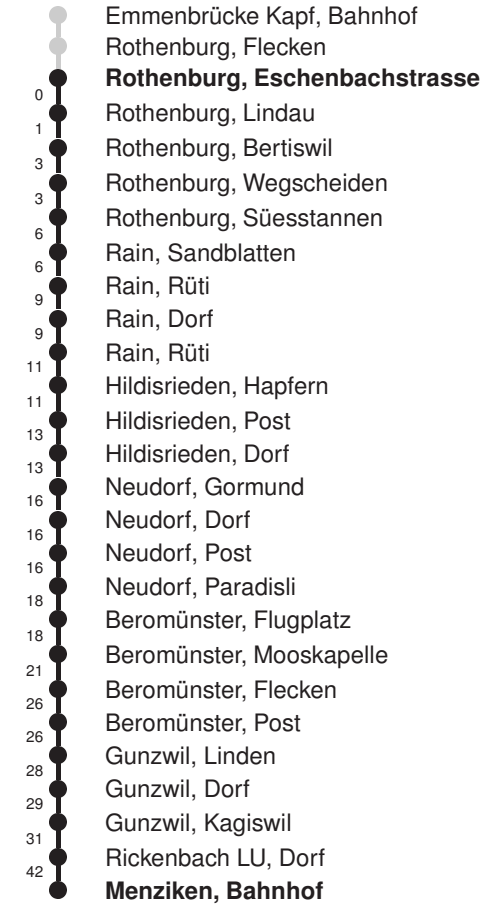 Emmenbrücke Kapf, Bahnhof
Rothenburg, Flecken
Rothenburg, Eschenbachstrasse
0
Rothenburg, Lindau
1
Rothenburg, Bertiswil
3
Rothenburg, Wegscheiden
3
Rothenburg, Süesstannen
6
Rain, Sandblatten
6
Rain, Rüti
9
Rain, Dorf
9
Rain, Rüti
11
Hildisrieden, Hapfern
11
Hildisrieden, Post
13
Hildisrieden, Dorf
13
Neudorf, Gormund
16
Neudorf, Dorf
16
Neudorf, Post
16
Neudorf, Paradisli
18
Beromünster, Flugplatz
18
Beromünster, Mooskapelle
21
Beromünster, Flecken
26
Beromünster, Post
26
Gunzwil, Linden
28
Gunzwil, Dorf
29
Gunzwil, Kagiswil
31
Rickenbach LU, Dorf
42
Menziken, Bahnhof